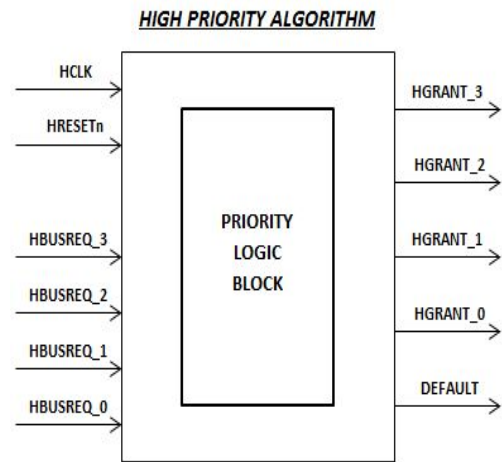 HIGH PRIORITY ALGORITHM
HCLK
HRESETn
HBUSREQ_3
HBUSREQ_2
HBUSREQ_1
HBUSREQ_0
PRIORITY
LOGIC
BLOCK
HGRANT_3
HGRANT_2
HGRANT_1
HGRANT_0
DEFAULT